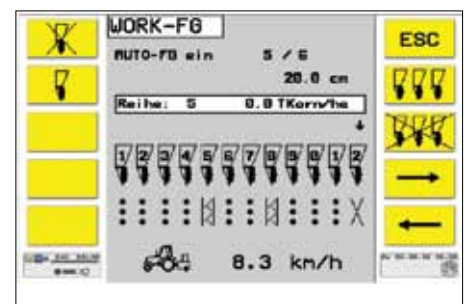 WORK-FG
ESC
AUTO-FG ein 5 / 6
20.0 cm
Reihe: 5 0.0 TKorn/ha
1 2 3 4 5 6 7 8 9 0 1 2
8.3 km/h